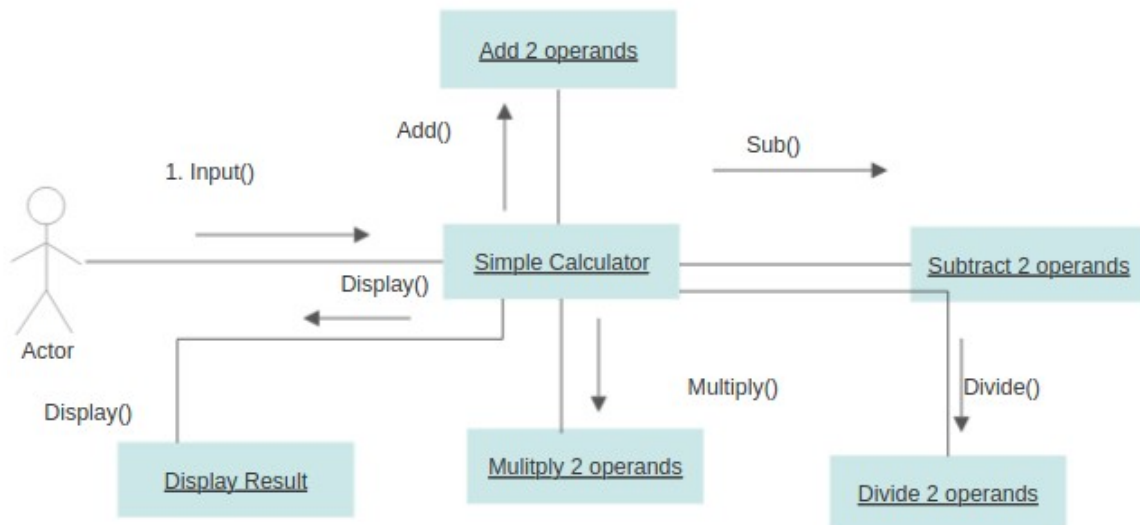 Add 2 operands
Add()
Sub()
1. Input()
Simple Calculator
Subtract 2 operands
Display()
Actor
Multiply()
Divide()
Display()
Display Result
Mulitply 2 operands
Divide 2 operands